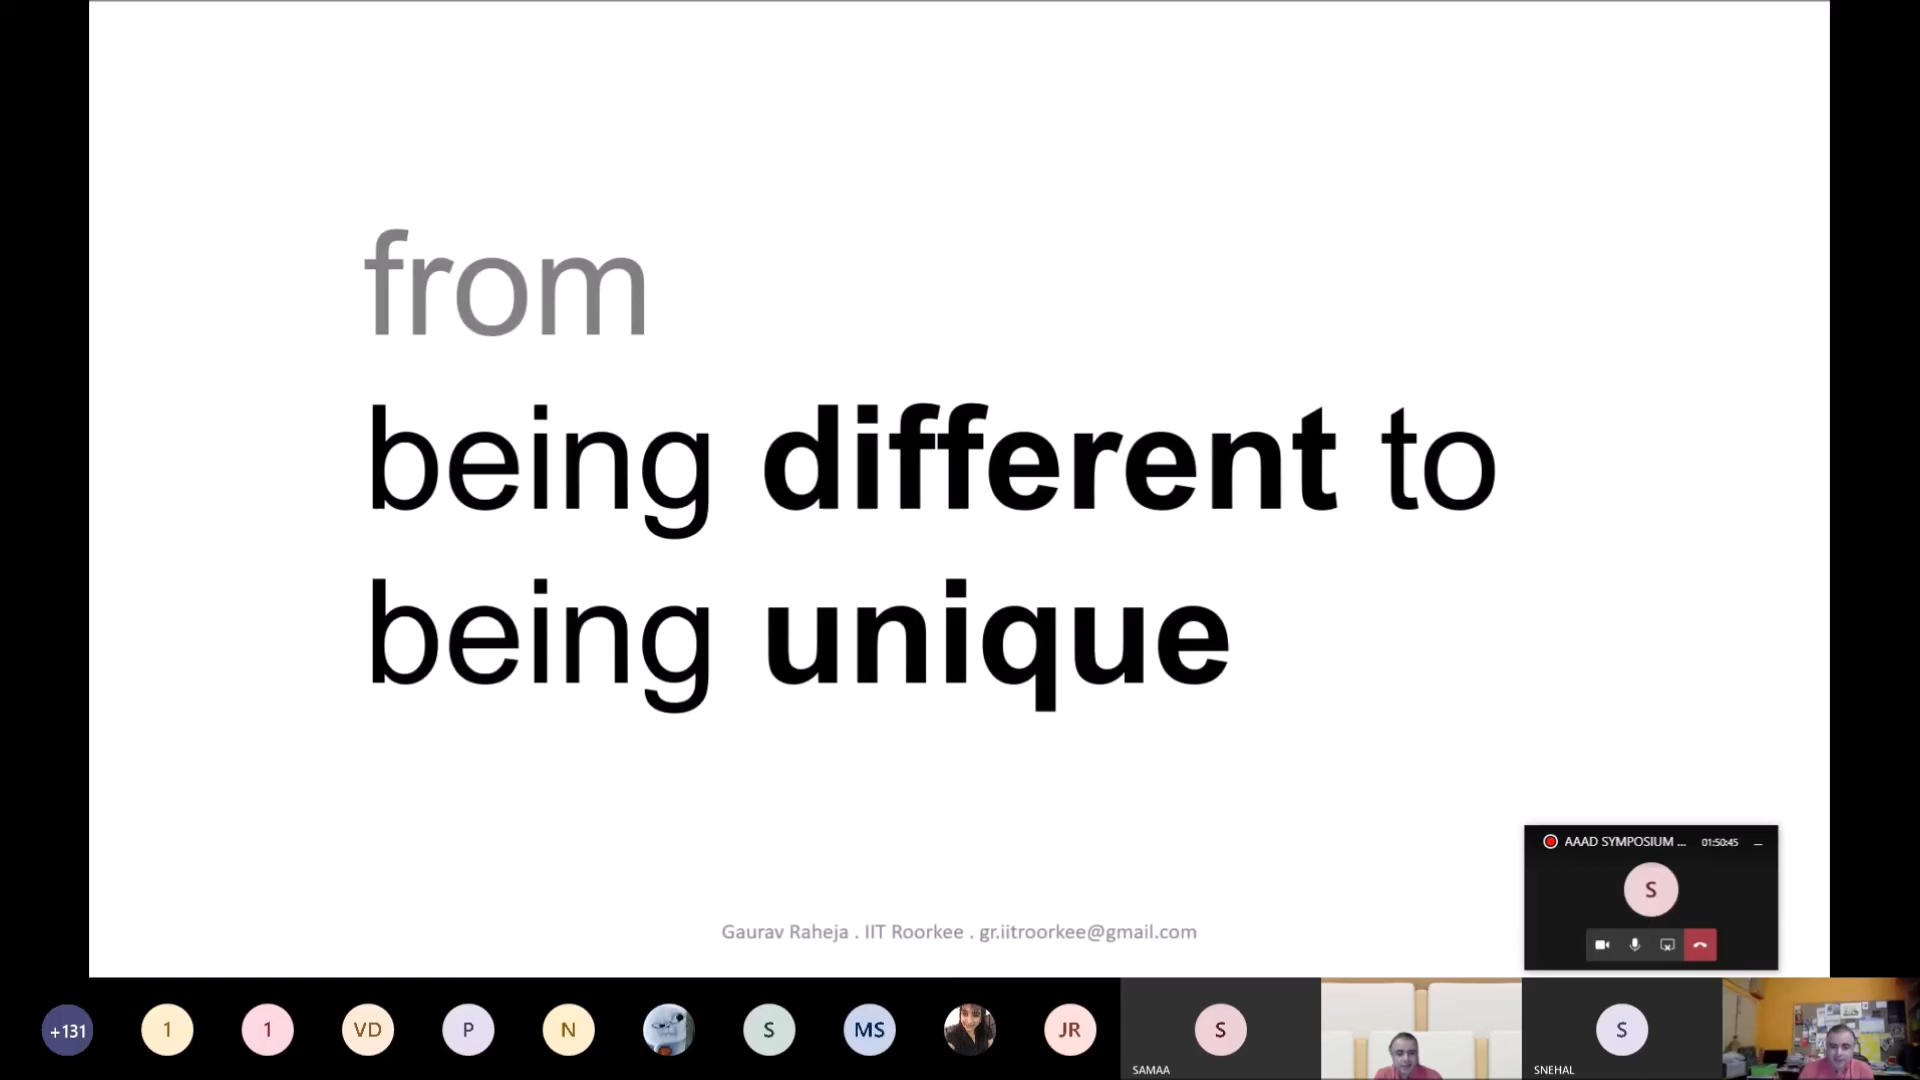 from
being different to
being unique
AAAD SYMPOSIUM ... 01:50:45
S
Gaurav Raheja . IIT Roorkee . gr.iitroorkee@gmail.com
+131 1 1 VD P N S MS JR S S
SAMAA SNEHAL